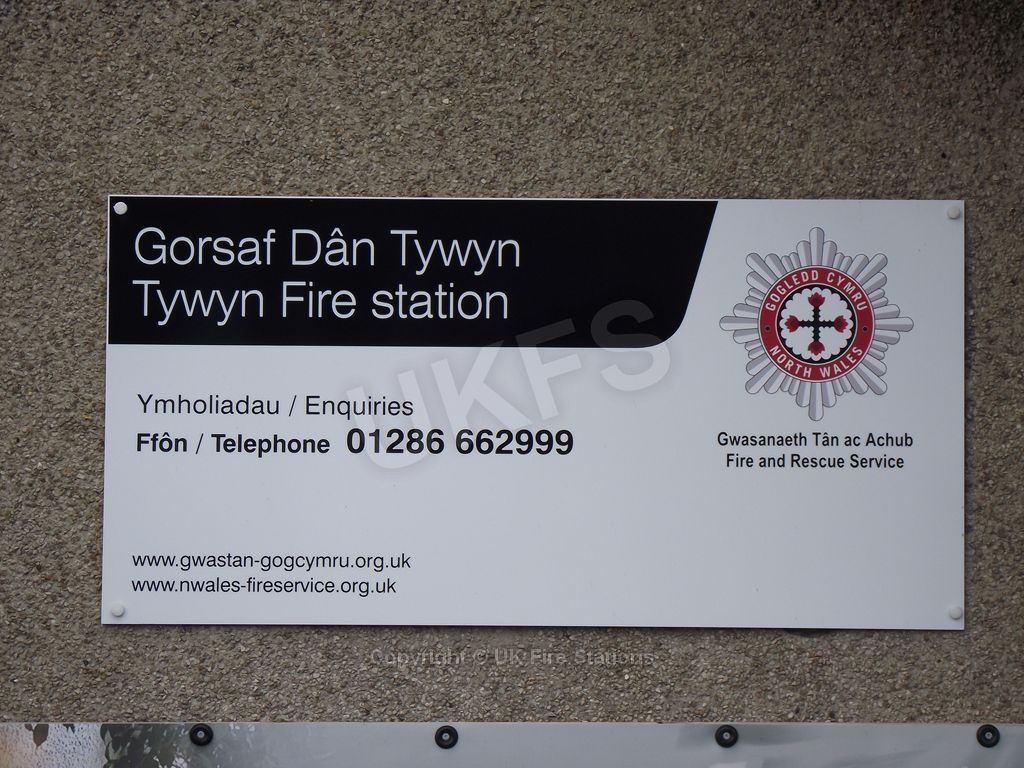 Gorsaf Dân Tywyn
Tywyn Fire station
GOGLEDD CYMRU
NORTH WALES
Gwasanaeth Tân ac Achub
Fire and Rescue Service
UKFS
Ymholiadau / Enquiries
Ffôn / Telephone 01286 662999
www.gwastan-gogcymru.org.uk
www.nwales-fireservice.org.uk
Copyright © UK Fire Stations